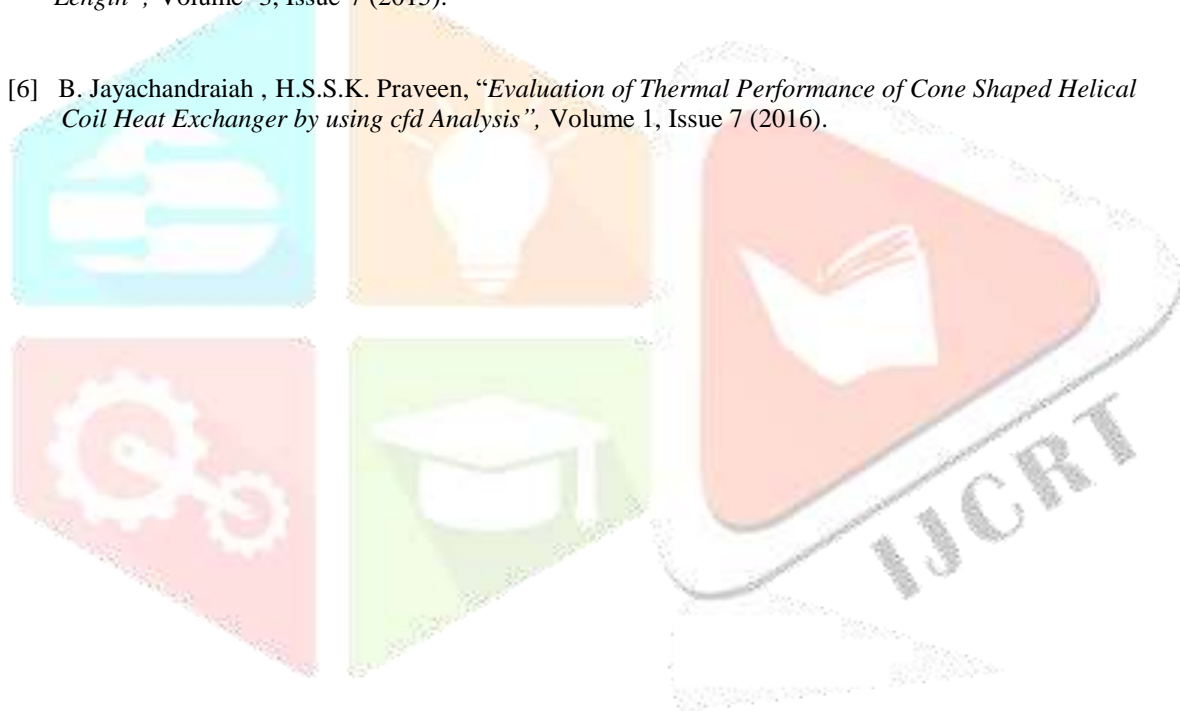 Length", Volume 3, Issue 7 (2015).
[6] B. Jayachandraiah , H.S.S.K. Praveen, “Evaluation of Thermal Performance of Cone Shaped Helical
Coil Heat Exchanger by using cfd Analysis”, Volume 1, Issue 7 (2016).
IJCRT